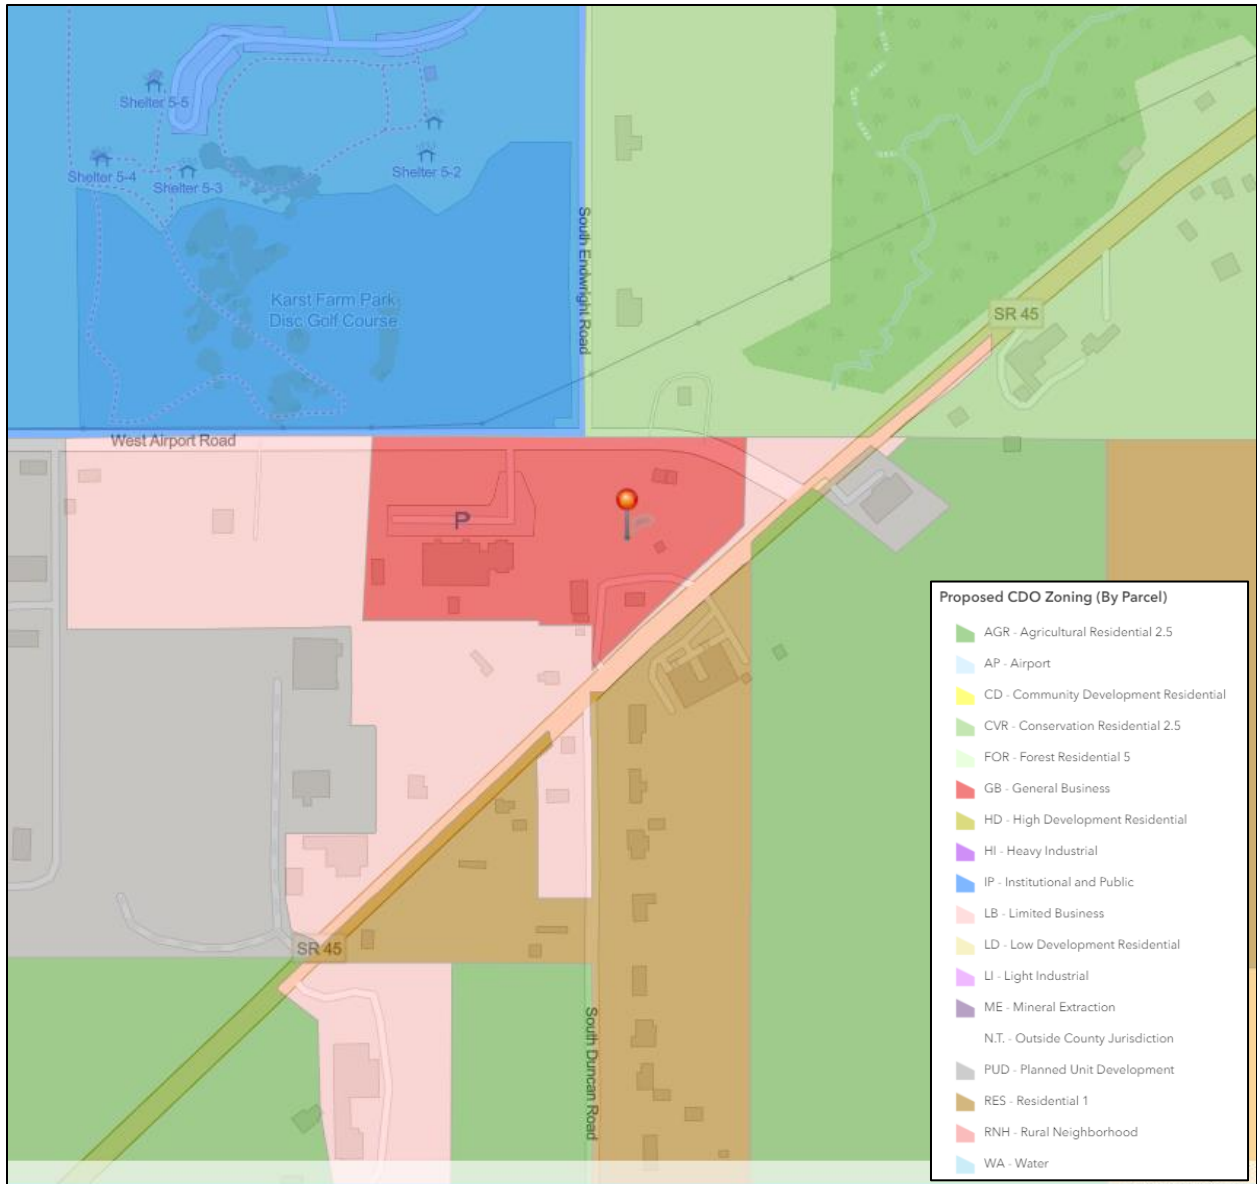 Shelter 5-5
Shelter 5-4
Shelter 5-3
Shelter 5-2
Karst Farm Park
Disc Golf Course
South Endwright Road
SR 45
West Airport Road
P
P
SR 45
South Duncan Road
Proposed CDO Zoning (By Parcel)
AGR - Agricultural Residential 2.5
AP - Airport
CD - Community Development Residential
CVR - Conservation Residential 2.5
FOR - Forest Residential 5
GB - General Business
HD - High Development Residential
HI - Heavy Industrial
IP - Institutional and Public
LB - Limited Business
LD - Low Development Residential
LI - Light Industrial
ME - Mineral Extraction
N.T. - Outside County Jurisdiction
PUD - Planned Unit Development
RES - Residential 1
RNH - Rural Neighborhood
WA - Water